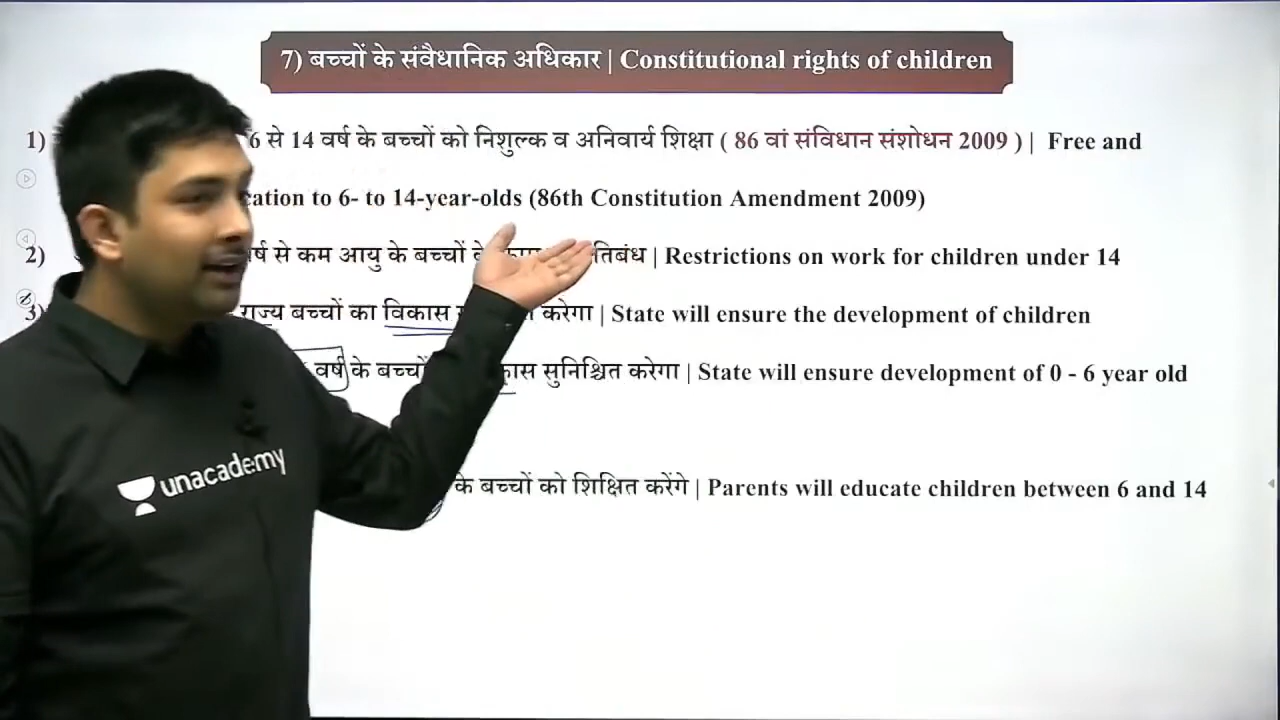 7) बच्चों के संवैधानिक अधिकार | Constitutional rights of children
1) 6 से 14 वर्ष के बच्चों को निशुल्क व अनिवार्य शिक्षा ( 86 वां संविधान संशोधन 2009 ) | Free and
to 6- to 14-year-olds (86th Constitution Amendment 2009)
2) से कम आयु के बच्चों | Restrictions on work for children under 14
3) राज्य बच्चों का विकास करेगा | State will ensure the development of children
वर्ष के बच्चों सुनिश्चित करेगा | State will ensure development of 0 - 6 year old
के बच्चों को शिक्षित करेंगे | Parents will educate children between 6 and 14
unacademy